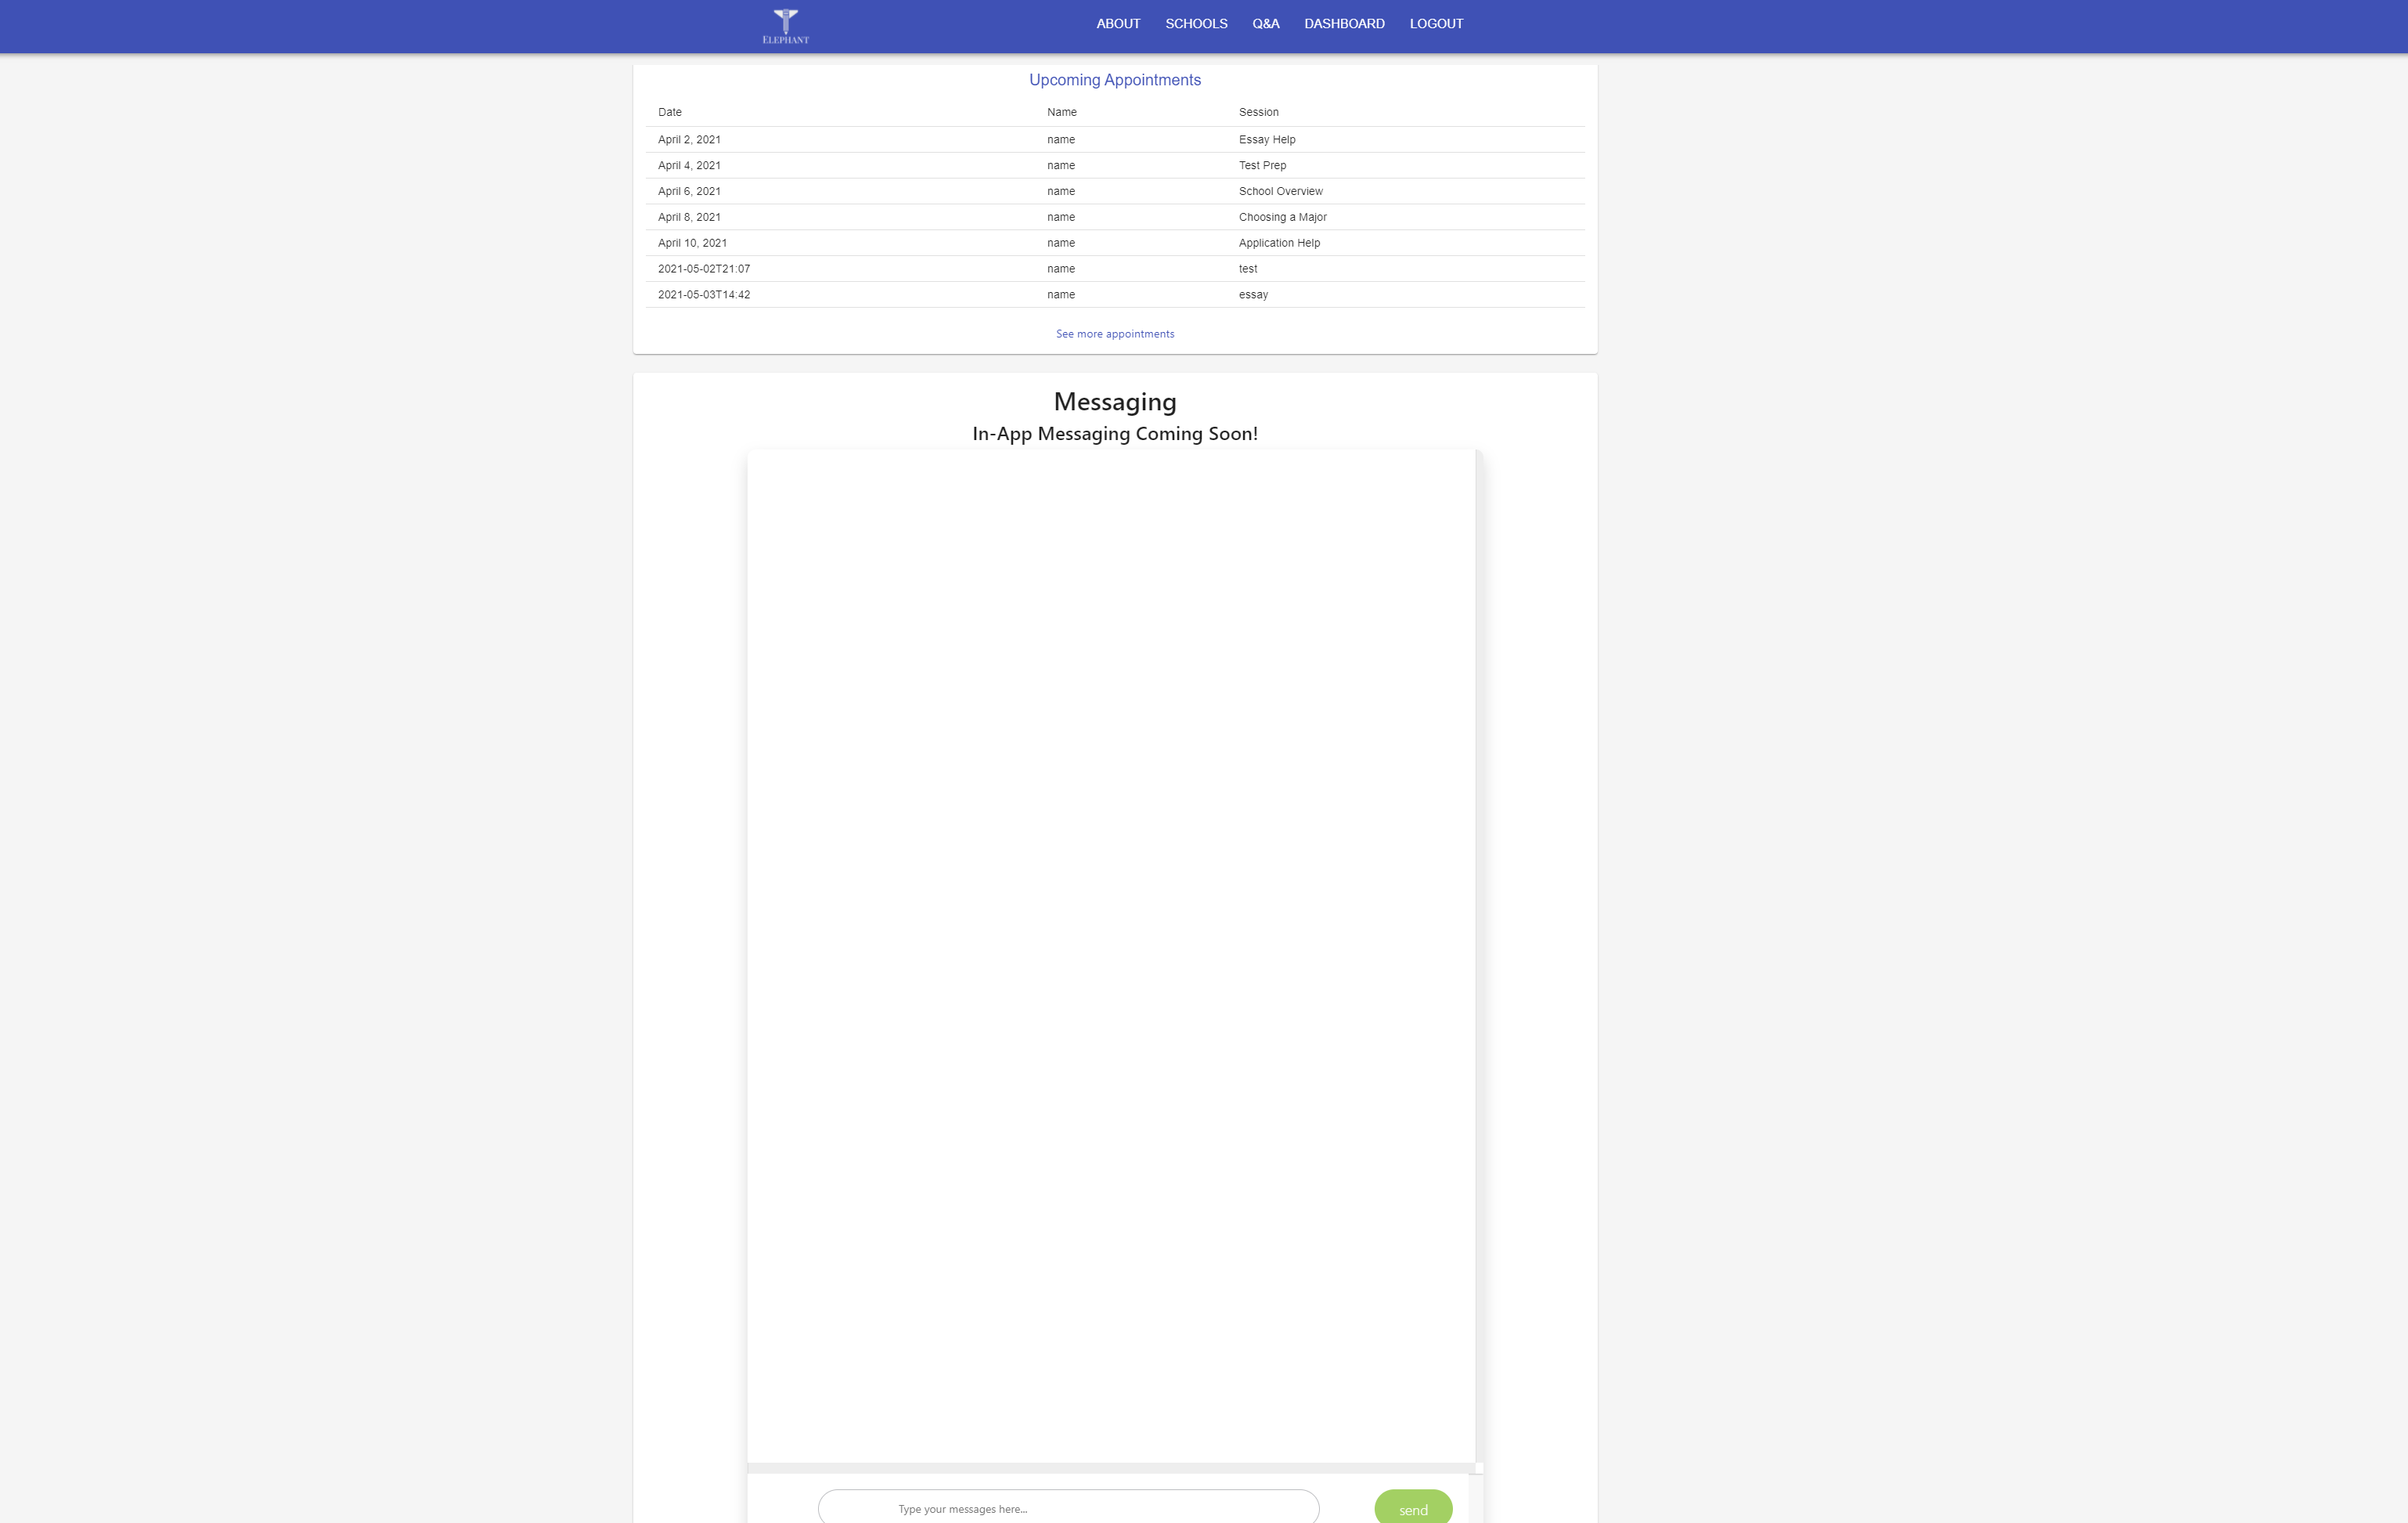 ELEPHANT
ABOUT SCHOOLS Q&A DASHBOARD LOGOUT
Upcoming Appointments
Date Name Session
April 2, 2021 name Essay Help
April 4, 2021 name Test Prep
April 6, 2021 name School Overview
April 8, 2021 name Choosing a Major
April 10, 2021 name Application Help
2021-05-02T21:07 name test
2021-05-03T14:42 name essay
See more appointments
Messaging
In-App Messaging Coming Soon!
Type your messages here... send